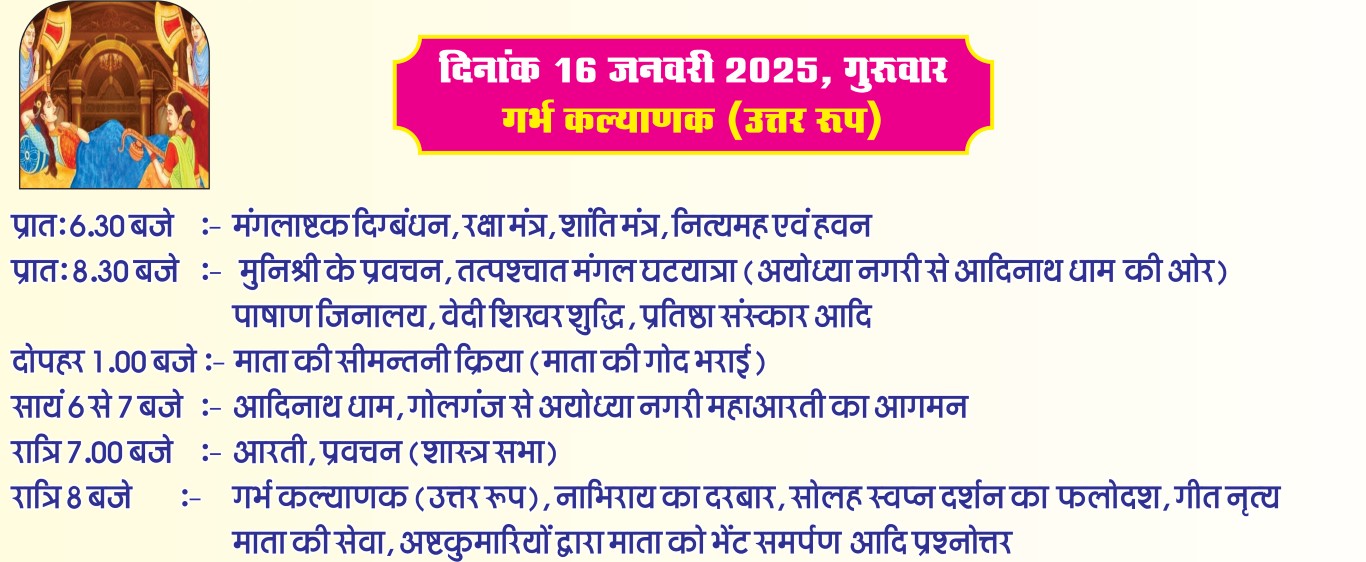 दिनांक 16 जनवरी 2025, गुरूवार
गर्भ कल्याणक (उत्तर रूप)
प्रातः 6.30 बजे :- मंगलाष्टक दिग्बंधन, रक्षा मंत्र, शांति मंत्र, नित्यमह एवं हवन
प्रातः 8.30 बजे :- मुनिश्री के प्रवचन, तत्पश्चात मंगल घटयात्रा (अयोध्या नगरी से आदिनाथ धाम की ओर)
पाषाण जिनालय, वेदी शिखर शुद्धि, प्रतिष्ठा संस्कार आदि
दोपहर 1.00 बजे :- माता की सीमन्तनी क्रिया (माता की गोद भराई)
सायं 6 से 7 बजे :- आदिनाथ धाम, गोलगंज से अयोध्या नगरी महाआरती का आगमन
रात्रि 7.00 बजे :- आरती, प्रवचन (शास्त्र सभा)
रात्रि 8 बजे :- गर्भ कल्याणक (उत्तर रूप), नाभिराय का दरबार, सोलह स्वप्न दर्शन का फलोदश, गीत नृत्य
माता की सेवा, अष्टकुमारियों द्वारा माता को भेंट समर्पण आदि प्रश्नोत्तर